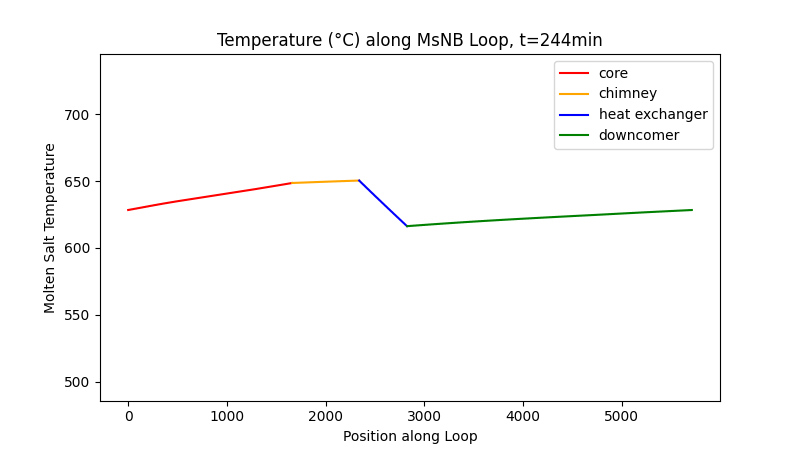 Temperature (°C) along MsNB Loop, t=244min
core
chimney
heat exchanger
downcomer
700
650
600
550
500
Molten Salt Temperature
0 1000 2000 3000 4000 5000
Position along Loop